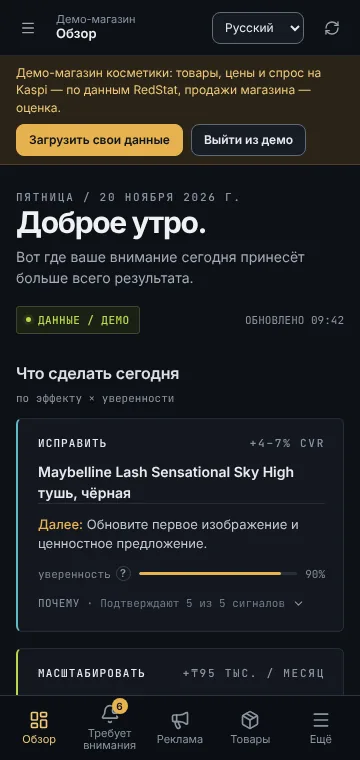 Демо-магазин
Обзор
Русский
Демо-магазин косметики: товары, цены и спрос на
Kaspi — по данным RedStat, продажи магазина —
оценка.
Загрузить свои данные
Выйти из демо
ПЯТНИЦА / 20 НОЯБРЯ 2026 Г.
Доброе утро.
Вот где ваше внимание сегодня принесёт
больше всего результата.
ДАННЫЕ / ДЕМО
ОБНОВЛЕНО 09:42
Что сделать сегодня
по эффекту × уверенности
ИСПРАВИТЬ
+4–7% CVR
Maybelline Lash Sensational Sky High
тушь, чёрная
Далее: Обновите первое изображение и
ценностное предложение.
уверенность ? 90%
ПОЧЕМУ · Подтверждают 5 из 5 сигналов
МАСШТАБИРОВАТЬ
+₸95 ТЫС. / МЕСЯЦ
6
Обзор
Требует
внимания
Реклама
Товары
Ещё